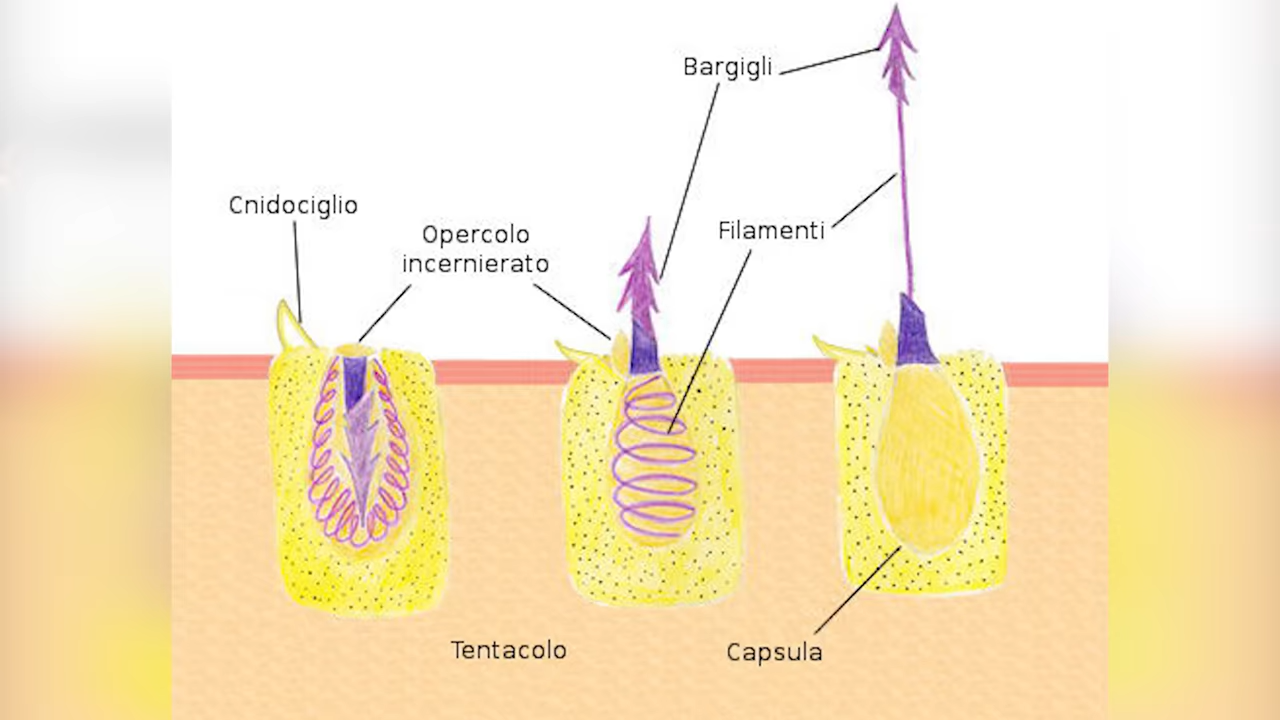 Bargigli
Cnidociglio
Opercolo
incernierato
Filamenti
Tentacolo
Capsula